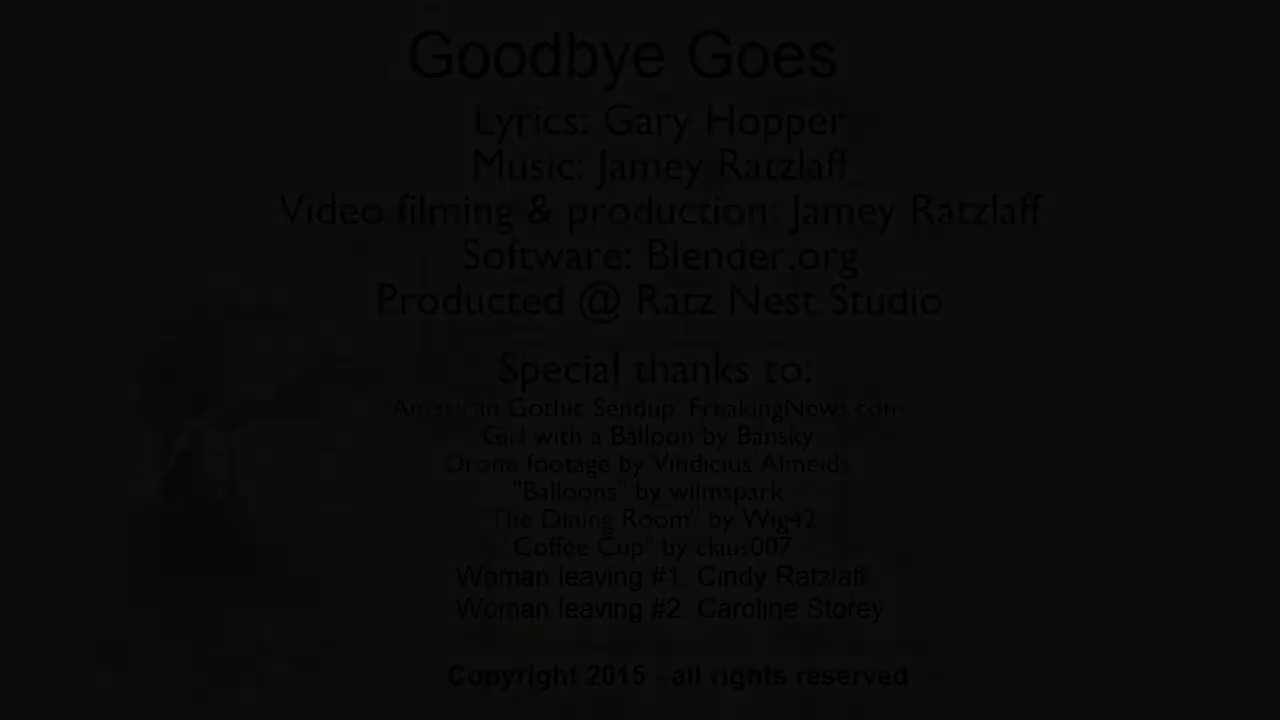 Goodbye Goes
Lyrics: Gary Hopper
Music: Jamey Ratzlaff
Video filming & production: Jamey Ratzlaff
Software: Blender.org
Producted @ Ratz Nest Studio
Special thanks to:
American Gothic Sendup: FreakingNews.com
Girl with a Balloon by Bansky
Drone footage by Vindicius Almeida
"Balloons" by wilmspark
"The Dining Room" by Wig42
"Coffee Cup" by claus007
Woman leaving #1: Cindy Ratzlaff
Woman leaving #2: Caroline Storey
Copyright 2015 - all rights reserved